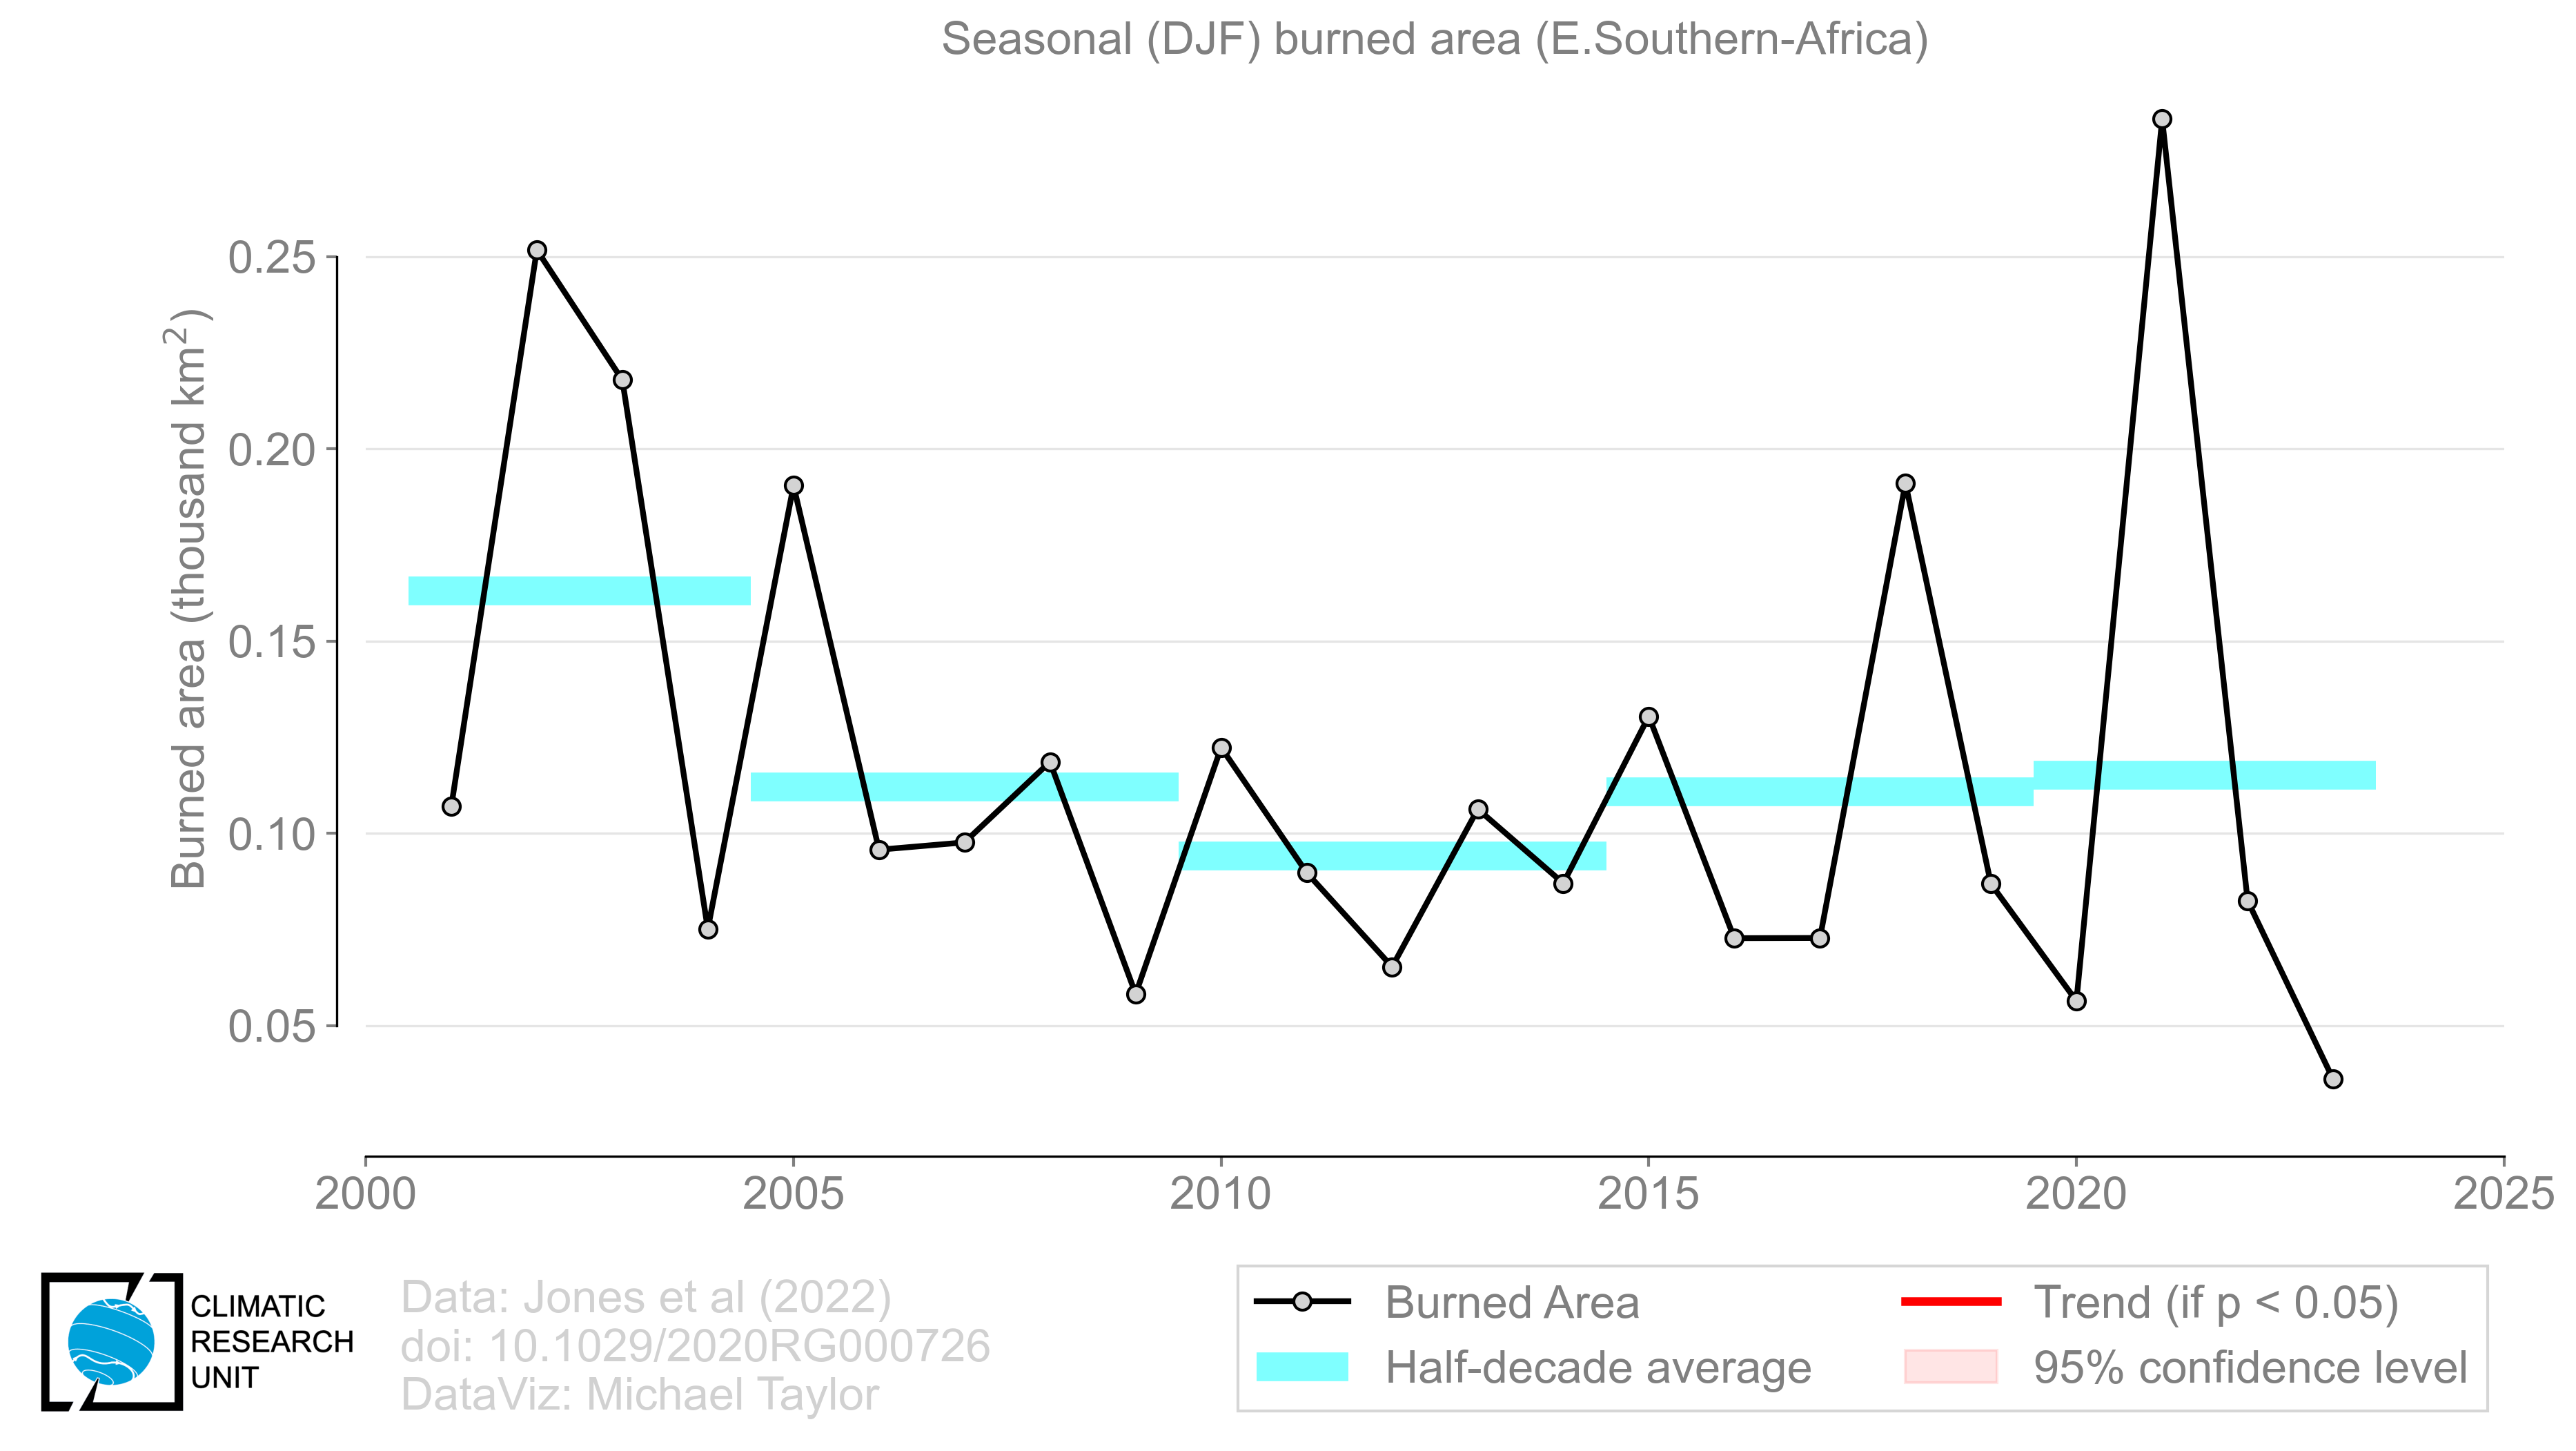 Seasonal (DJF) burned area (E.Southern-Africa)
Burned area (thousand km²)
0.25
0.20
0.15
0.10
0.05
2000 2005 2010 2015 2020 2025
CLIMATIC
RESEARCH
UNIT
Data: Jones et al (2022)
doi: 10.1029/2020RG000726
DataViz: Michael Taylor
Burned Area
Half-decade average
Trend (if p < 0.05)
95% confidence level